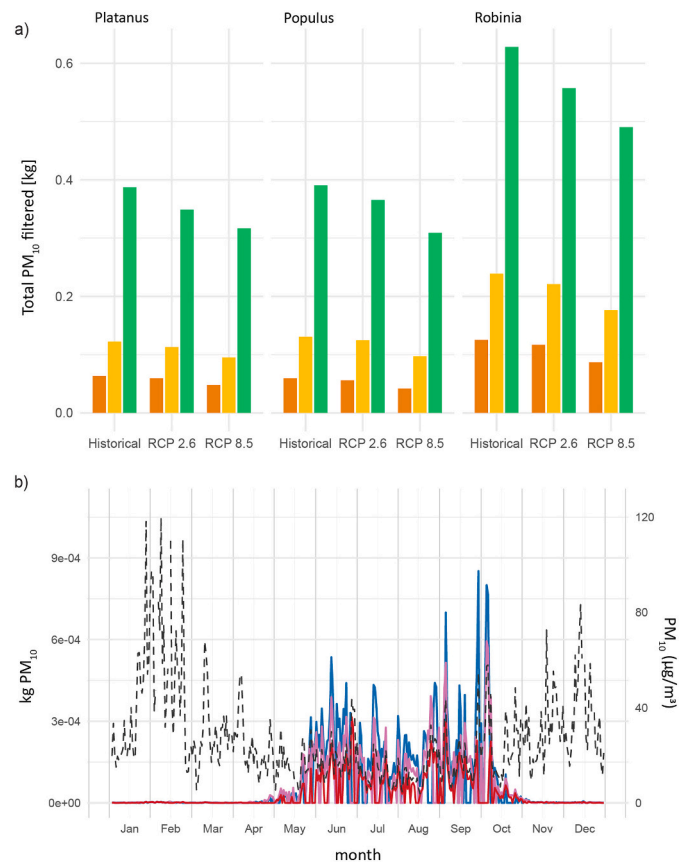 a)
Platanus Populus Robinia
Total PM10 filtered [kg]
0.6
0.4
0.2
0.0
Historical RCP 2.6 RCP 8.5 Historical RCP 2.6 RCP 8.5 Historical RCP 2.6 RCP 8.5
b)
kg PM10
9e-04
6e-04
3e-04
0e+00
120
80
40
0
PM10 (μg/m³)
Jan Feb Mar Apr May Jun Jul Aug Sep Oct Nov Dec
month